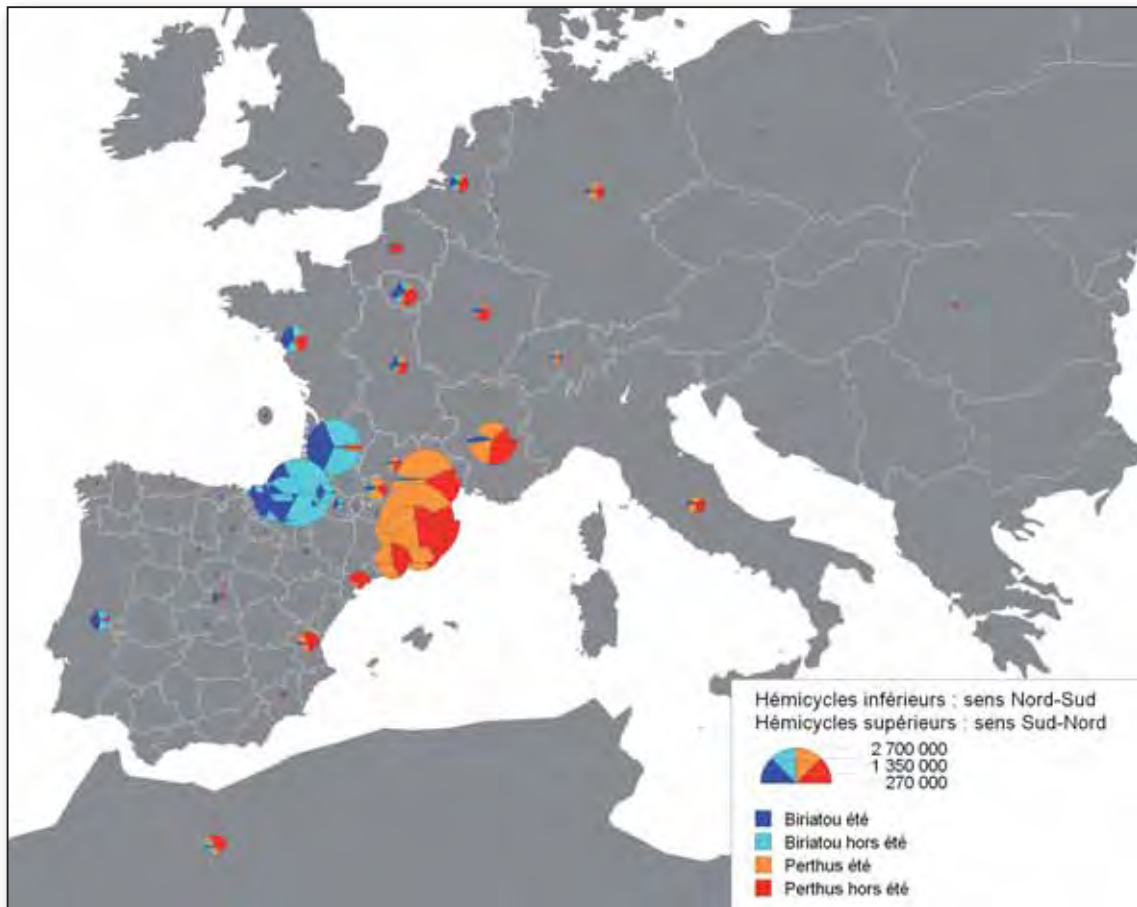 Hémicycles inférieurs : sens Nord-Sud
Hémicycles supérieurs : sens Sud-Nord
2 700 000
1 350 000
270 000
Biriatou été
Biriatou hors été
Perthus été
Perthus hors été